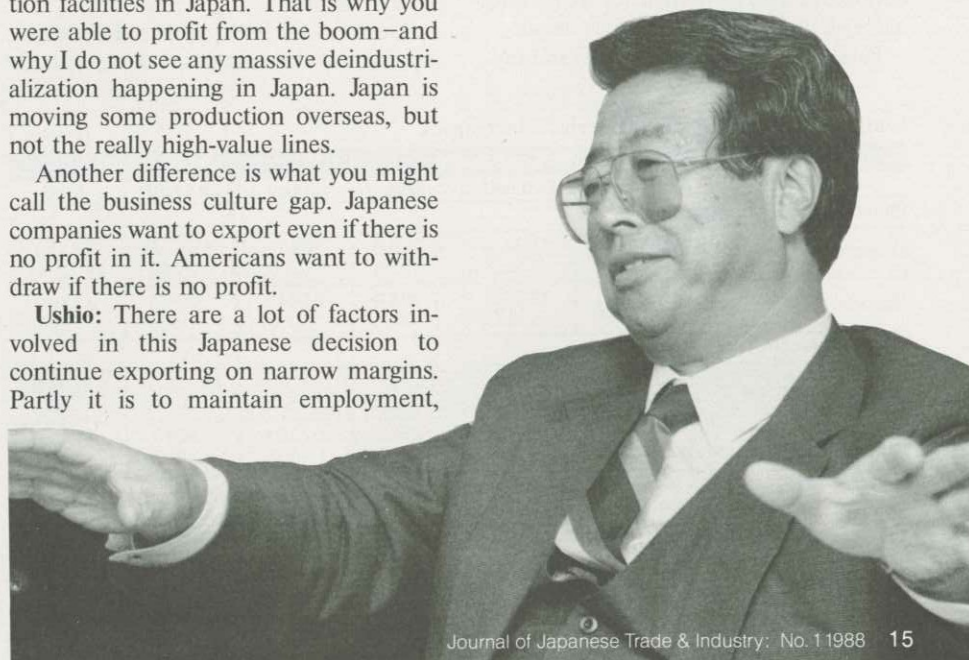 tion facilities in Japan. That is why you
were able to profit from the boom–and
why I do not see any massive deindustri-
alization happening in Japan. Japan is
moving some production overseas, but
not the really high-value lines.
Another difference is what you might
call the business culture gap. Japanese
companies want to export even if there is
no profit in it. Americans want to with-
draw if there is no profit.
Ushio: There are a lot of factors in-
volved in this Japanese decision to
continue exporting on narrow margins.
Partly it is to maintain employment,
Journal of Japanese Trade & Industry: No. 1 1988 15